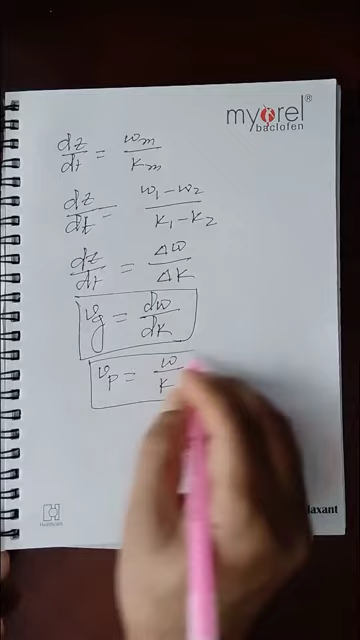 myorel®
baclofen
dz/dt = ωm/km
dz/dt = ω1-ω2/k1-k2
dz/dt = Δω/Δk
vg = dω/dk
vp = ω/k
Healthcare
laxant